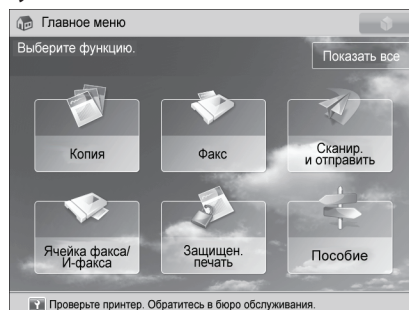 Главное меню
Выберите функцию.
Показать все
Копия
Факс
Сканир.
и отправить
Ячейка факса/
И-факса
Защищен.
печать
Пособие
Проверьте принтер. Обратитесь в бюро обслуживания.